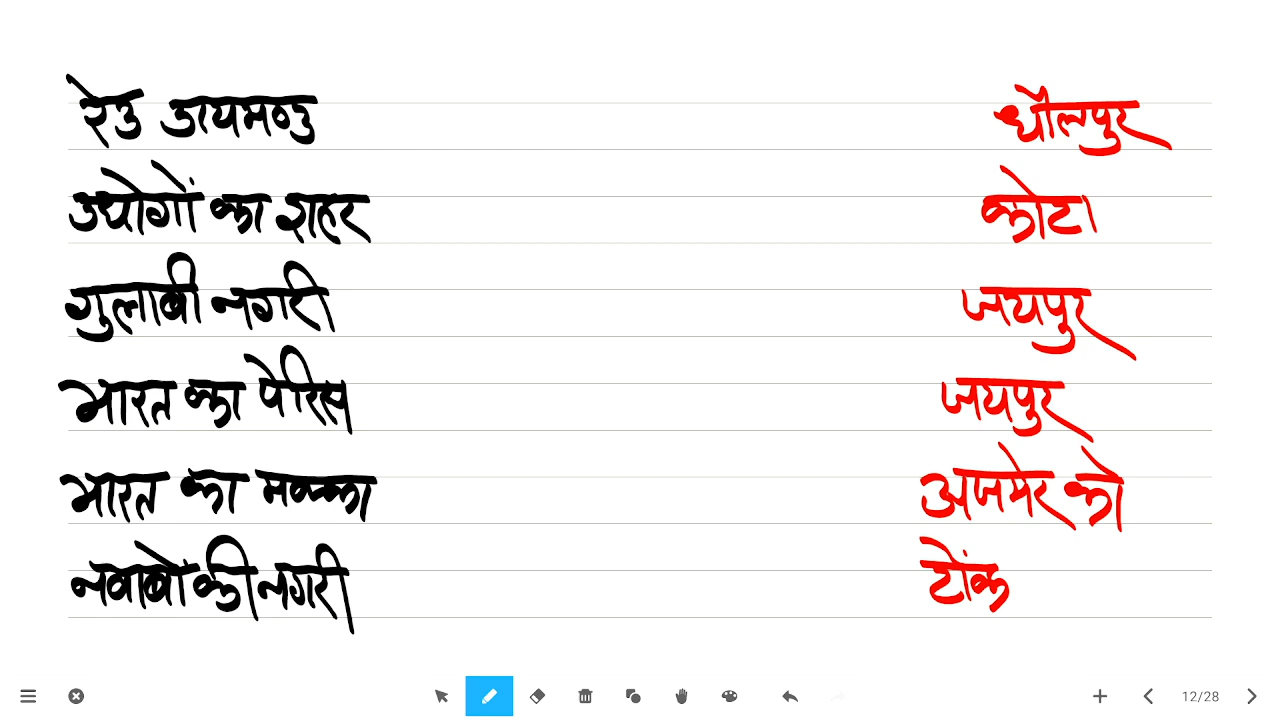 रेड डायमण्ड धौलपुर
उद्योगों का शहर कोटा
गुलाबी नगरी जयपुर
भारत का पेरिस जयपुर
भारत का मक्का अजमेर को
नवाबों की नगरी टोंक
12/28